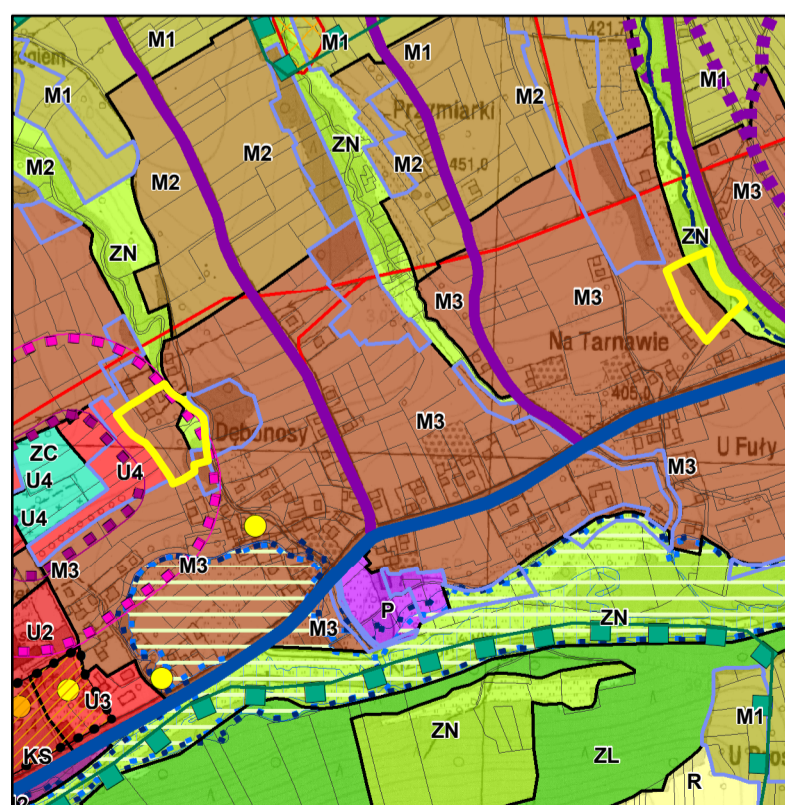 M1
M1
M1
421.
M1
M1
M2
Przymiarki
M2
M2
ZN
M2
M2
451.0
M2
M3
ZN
ZN
M3
M3
Na Tarnawie
405.0
Dębonosy
M3
U Fuły
ZC
U4
U4
M3
U4
M3
M3
P
M3
ZN
U2
U3
M1
ZN
KS
ZL
R